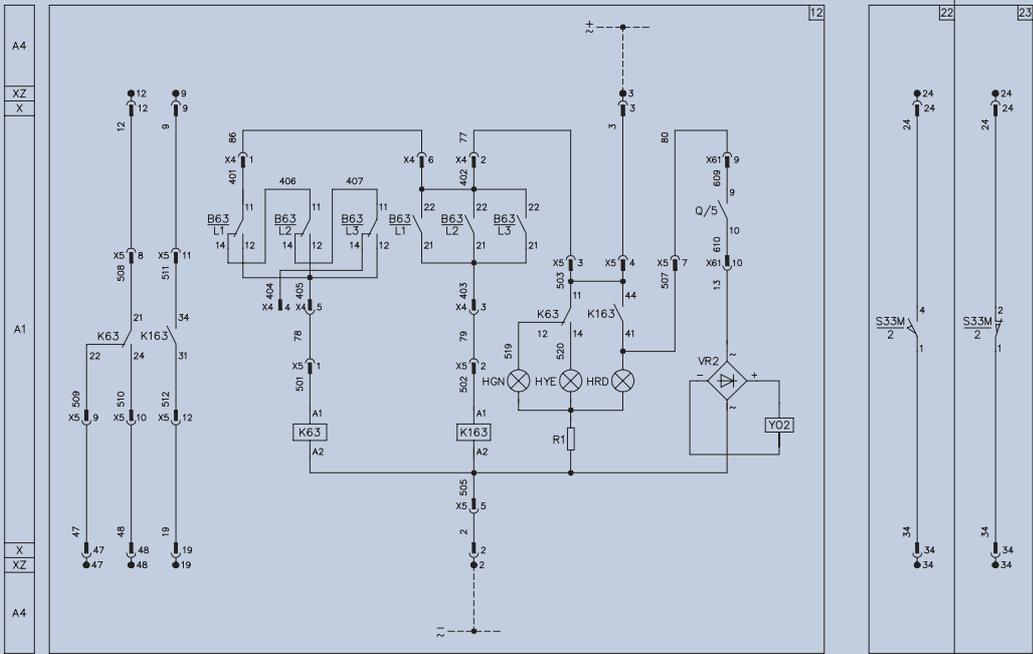 12 22 23
+
~
A4
XZ 12 9 3 24 24
X 12 9 3 24 24
12 9 3 24 24
86 77 80
X4 1 X4 6 X4 2 X61 9
401 402 609
406 407
11 11 11 22 22 22 9
B63 B63 B63 B63 B63 B63 Q/5
L1 L2 L3 L1 L2 L3
14 12 14 12 14 12 21 21 21 10
610
X5 8 X5 11 X5 3 X5 4 X5 7 X61 10
508 511 503 507 13
404 405 403
X4 4 X4 5 X4 3
11 44
21 34 K63 K163 4 2
A1 K63 K163 78 79 12 14 41 S33M S33M
2 2
22 24 31 519 520 1 1
X5 1 X5 2 VR2 ~
501 502 HGN HYE HRD − +
~
509 510 512
X5 9 X5 10 X5 12 A1 A1
K63 K163 R1 Y02
A2 A2
505
X5 5
47 48 19 2 34 34
X 47 48 19 2 34 34
XZ 47 48 19 2 34 34
A4
−
~